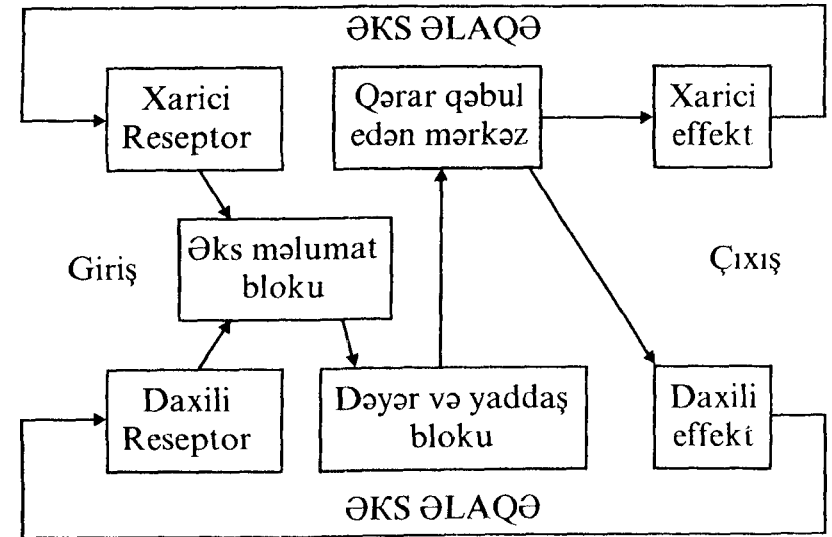 ƏKS ƏLAQƏ
Xarici
Reseptor
Qərar qəbul
edən mərkəz
Xarici
effekt
Giriş
Əks məlumat
bloku
Çıxış
Daxili
Reseptor
Dəyər və yaddaş
bloku
Daxili
effekt
ƏKS ƏLAQƏ